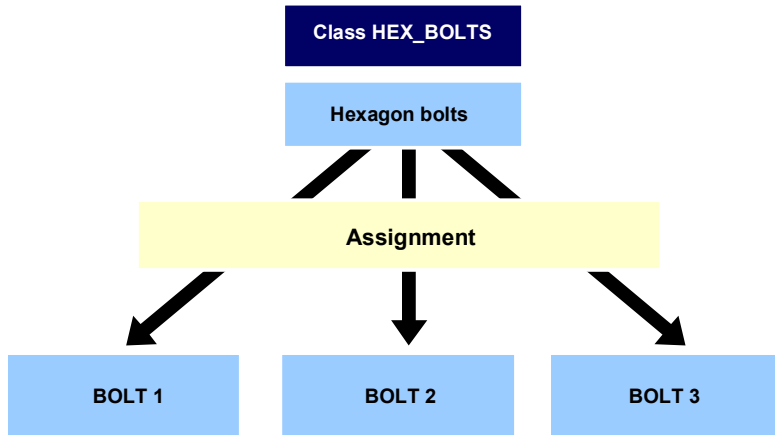 Class HEX_BOLTS
Hexagon bolts
Assignment
BOLT 1
BOLT 2
BOLT 3